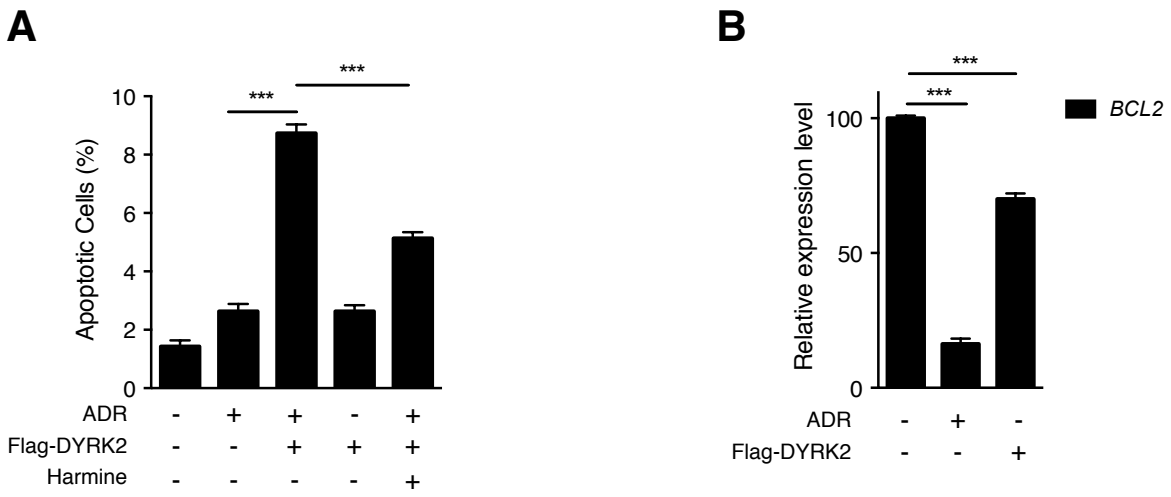 A
Apoptotic Cells (%)
10
8
6
4
2
0
***
***
ADR - + + - +
Flag-DYRK2 - - + + +
Harmine - - - - +
B
Relative expression level
100
50
0
***
***
BCL2
ADR - + -
Flag-DYRK2 - - +